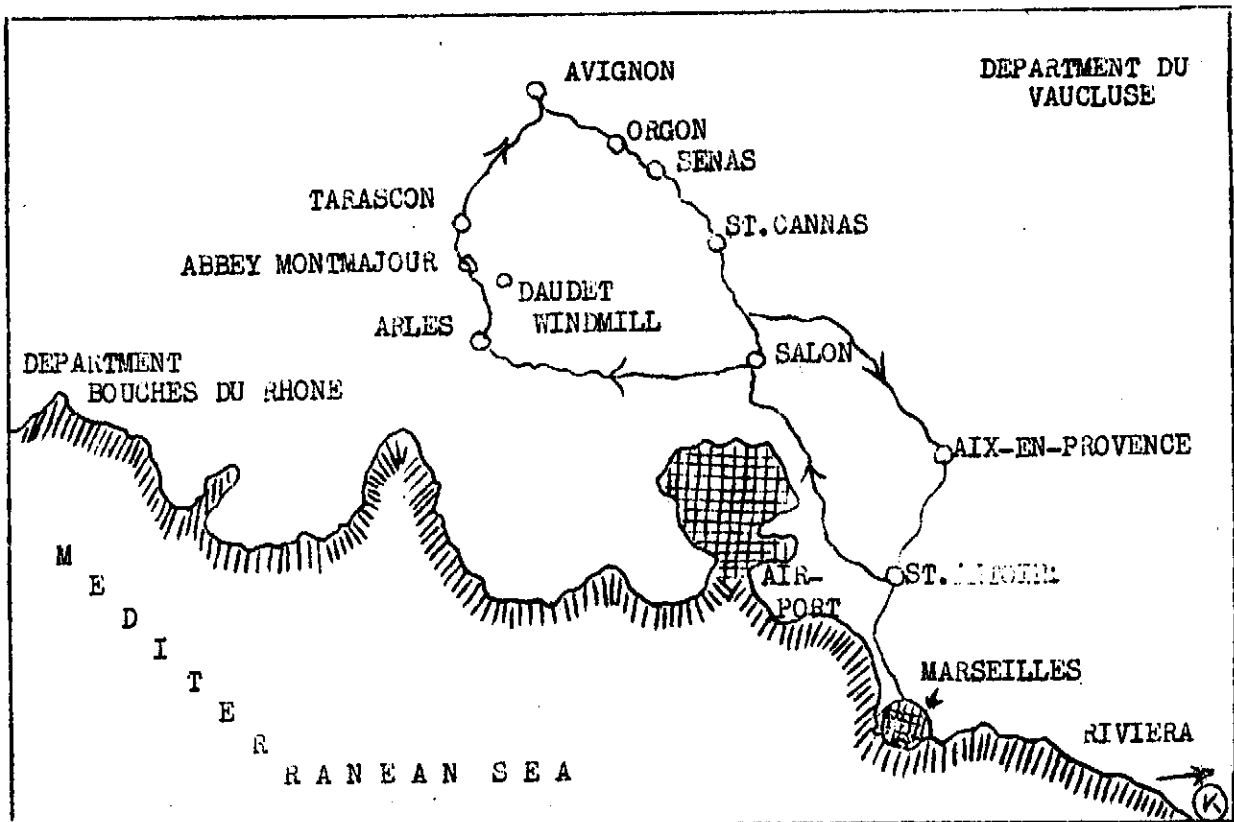 AVIGNON
DEPARTMENT DU
VAUCLUSE
ORGON
SENAS
TARASCON
ST.CANNAS
ABBEY MONTMAJOUR
DAUDET
WINDMILL
ARLES
SALON
DEPARTMENT
BOUCHES DU RHONE
AIX-EN-PROVENCE
AIR-
PORT
ST.
MARSEILLES
RIVIERA
MEDITER
RANEAN SEA
K